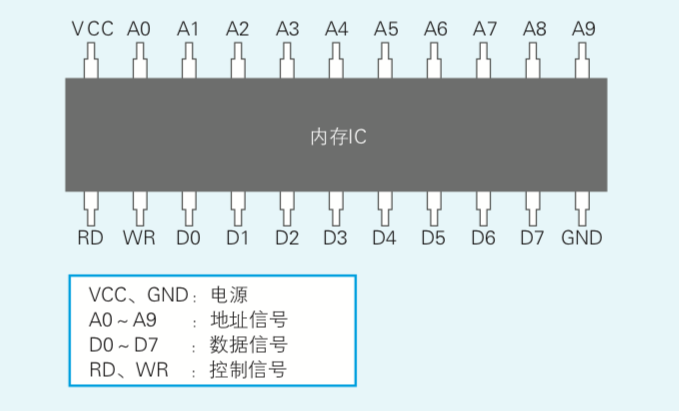 VCC A0 A1 A2 A3 A4 A5 A6 A7 A8 A9
内存IC
RD WR D0 D1 D2 D3 D4 D5 D6 D7 GND
VCC、GND：电源
A0～A9：地址信号
D0～D7：数据信号
RD、WR：控制信号